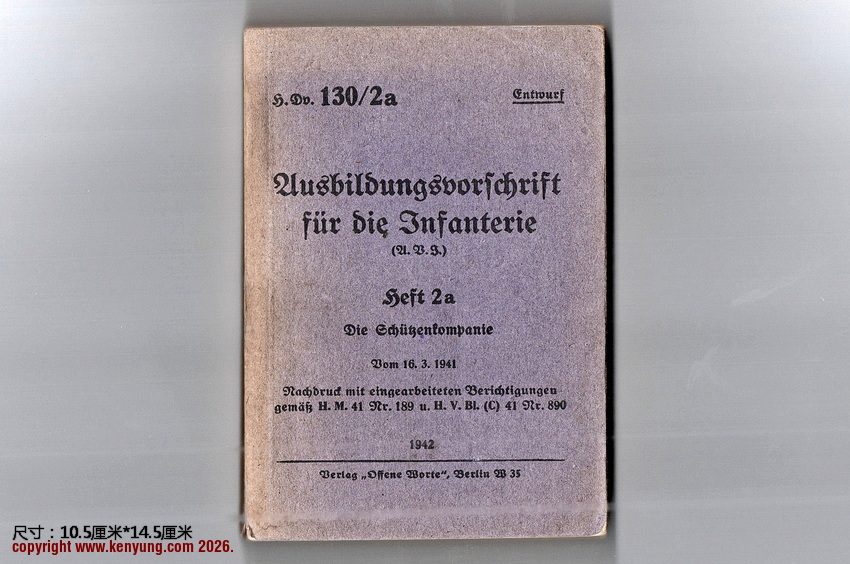 H.Dv. 130/2a
Entwurf
Ausbildungsvorschrift
für die Infanterie
(A. V. I.)
Heft 2a
Die Schützenkompanie
Vom 16. 3. 1941
Nachdruck mit eingearbeiteten Berichtigungen
gemäß H. M. 41 Nr. 189 u. H. V. Bl. (C) 41 Nr. 890
1942
Verlag „Offene Worte“, Berlin W 35
尺寸：10.5厘米*14.5厘米
copyright www.kenyung.com 2026.